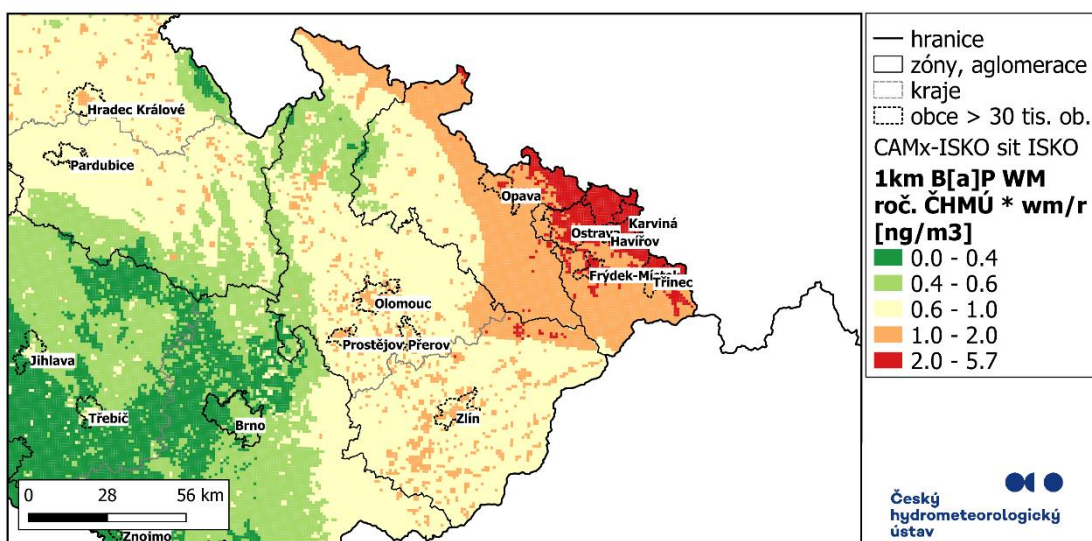 Hradec Králové
Pardubice
Opava
Karviná
Ostrava
Havířov
Frýdek-Místek
Třinec
Olomouc
Prostějov
Přerov
Jihlava
Třebíč
Brno
Zlín
Znojmo
0 28 56 km
hranice
zóny, aglomerace
kraje
obce > 30 tis. ob.
CAMx-ISKO sit ISKO
1km B[a]P WM
roč. ČHMÚ * wm/r
[ng/m3]
0.0 - 0.4
0.4 - 0.6
0.6 - 1.0
1.0 - 2.0
2.0 - 5.7
Český
hydrometeorologický
ústav